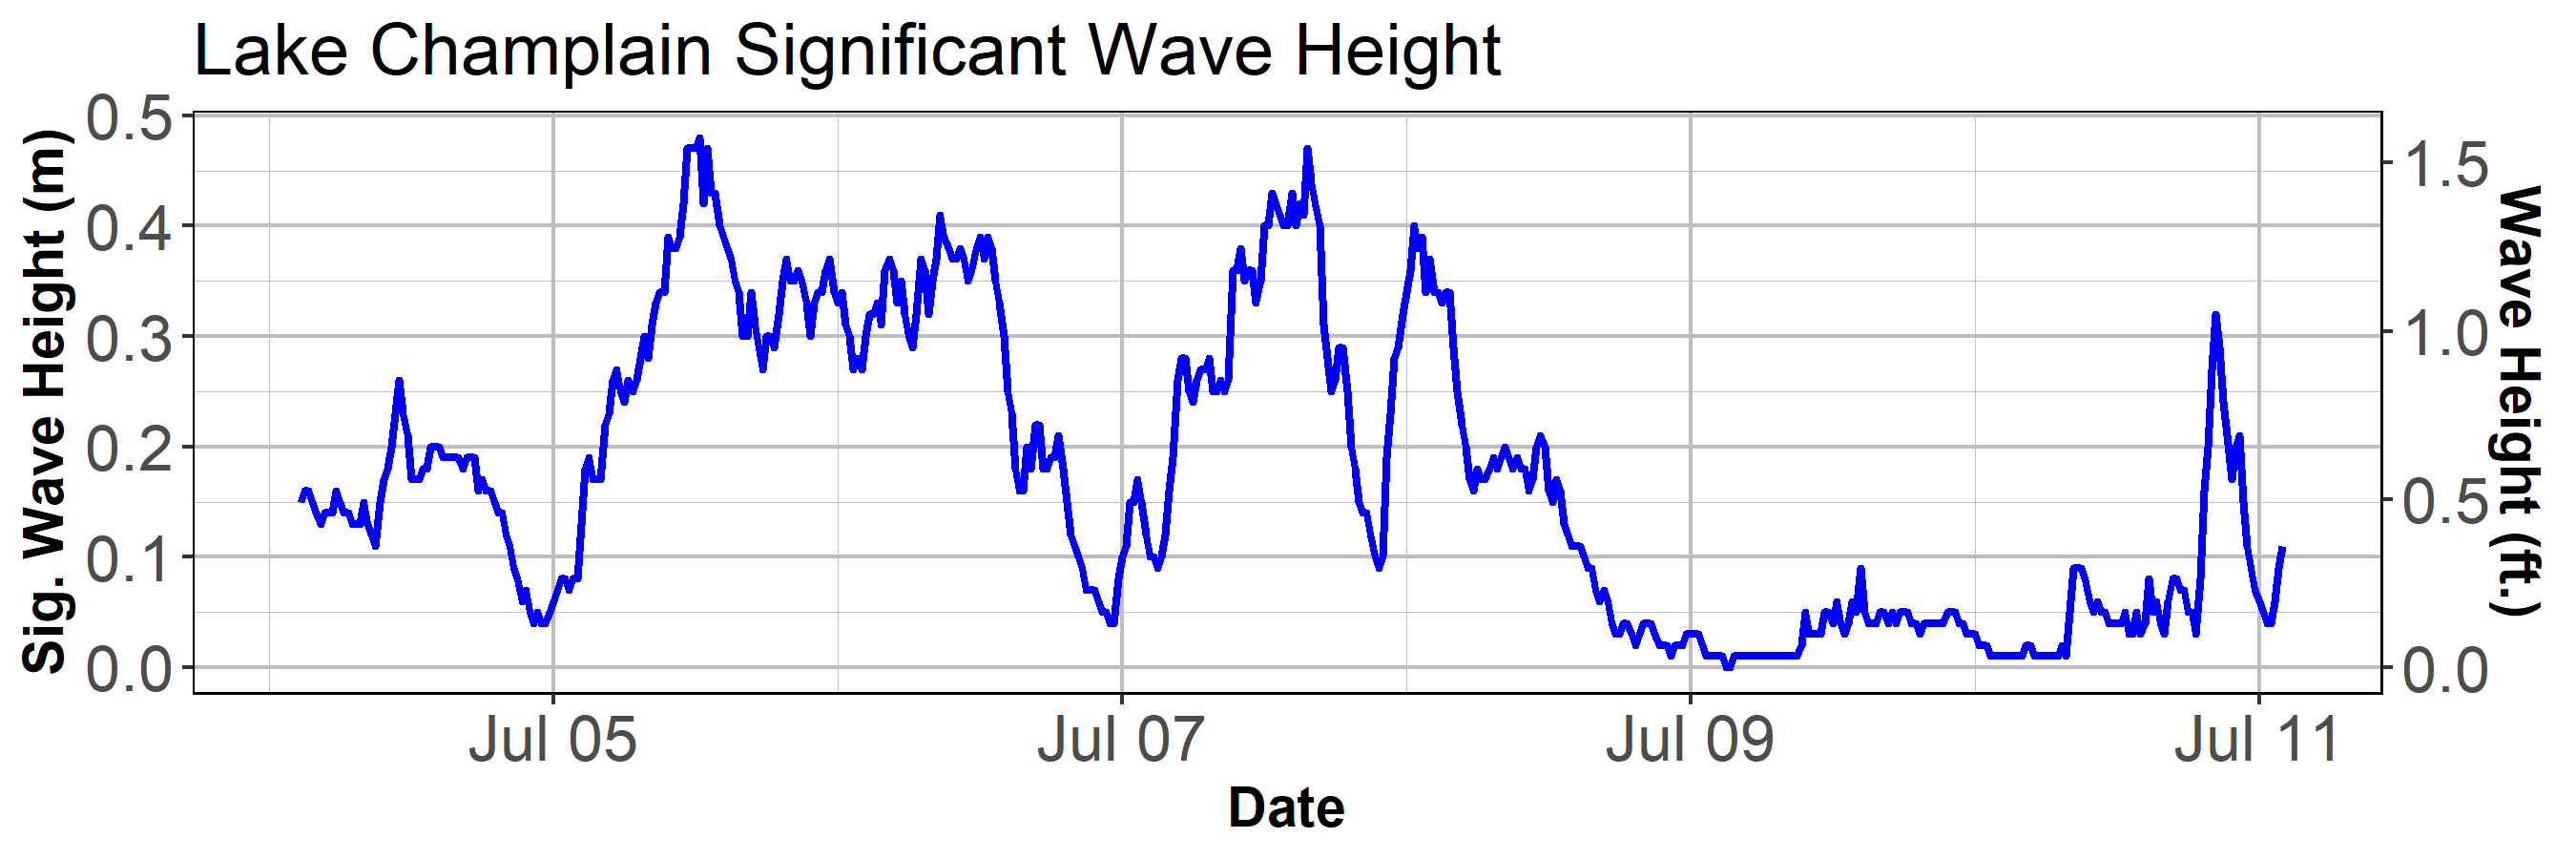 Lake Champlain Significant Wave Height
Sig. Wave Height (m)
0.5
0.4
0.3
0.2
0.1
0.0
1.5
1.0
0.5
0.0
Wave Height (ft.)
Jul 05
Jul 07
Jul 09
Jul 11
Date